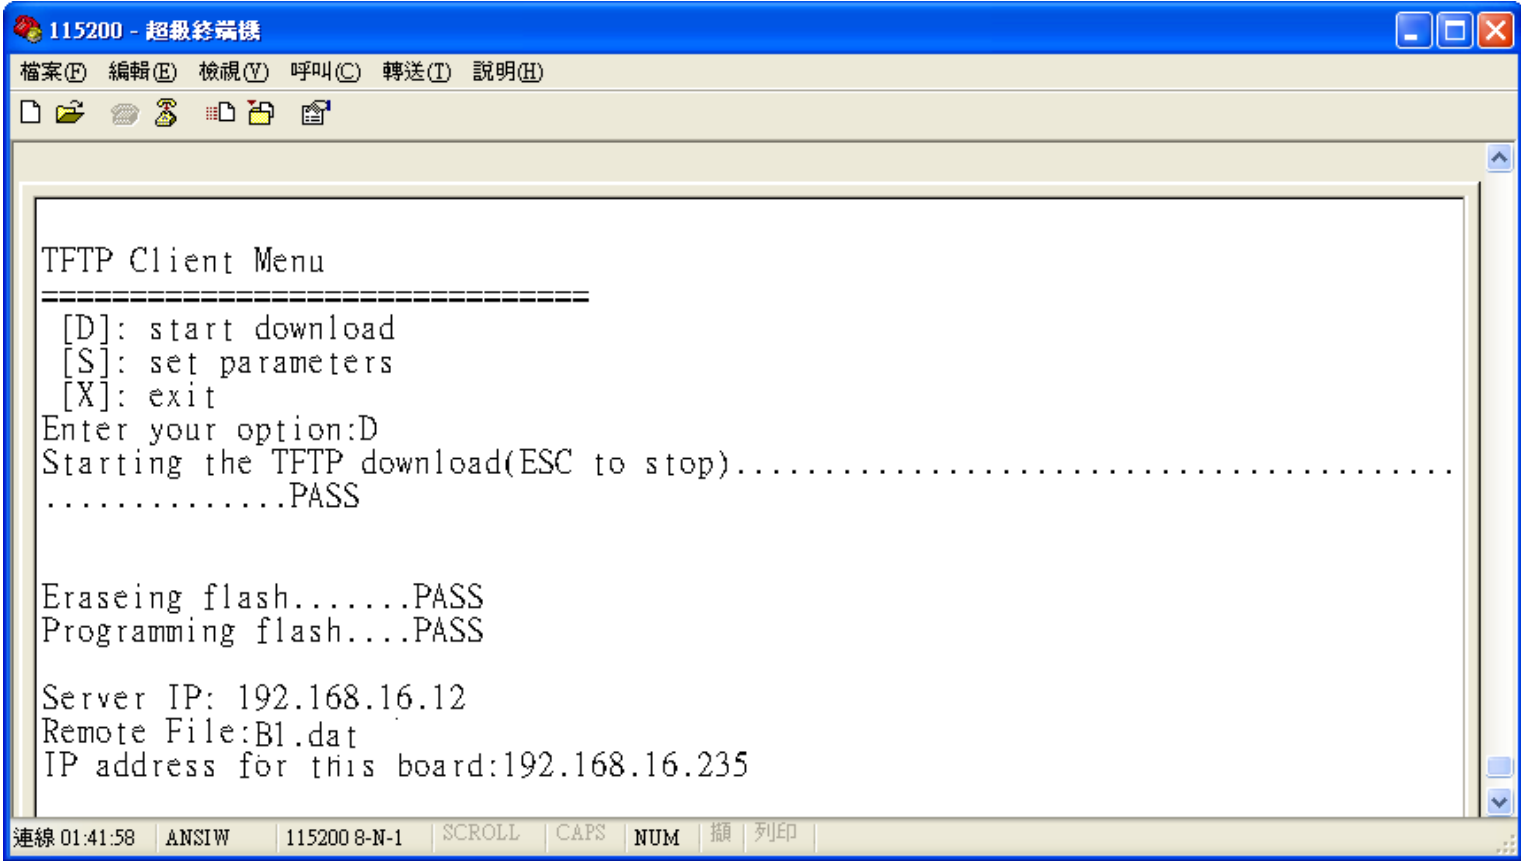 115200 - 超級終端機
檔案(F) 編輯(E) 檢視(V) 呼叫(C) 轉送(T) 說明(H)
TFTP Client Menu
===============================
[D]: start download
[S]: set parameters
[X]: exit
Enter your option:D
Starting the TFTP download(ESC to stop).........................................
..............PASS
Eraseing flash.......PASS
Programming flash....PASS
Server IP: 192.168.16.12
Remote File:Bl.dat
IP address for this board:192.168.16.235
連線 01:41:58 ANSIW 115200 8-N-1 SCROLL CAPS NUM 擷 列印